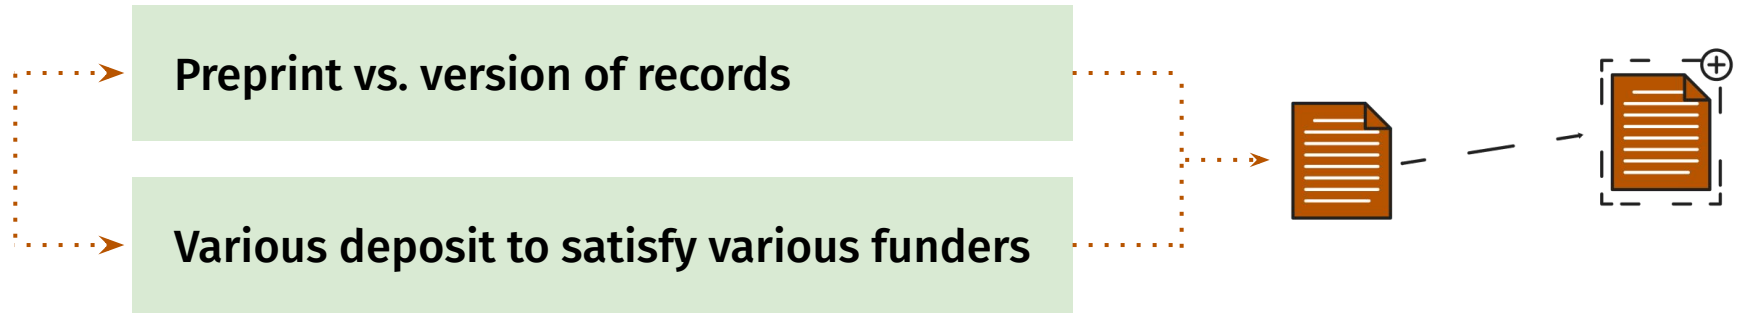 Preprint vs. version of records
Various deposit to satisfy various funders